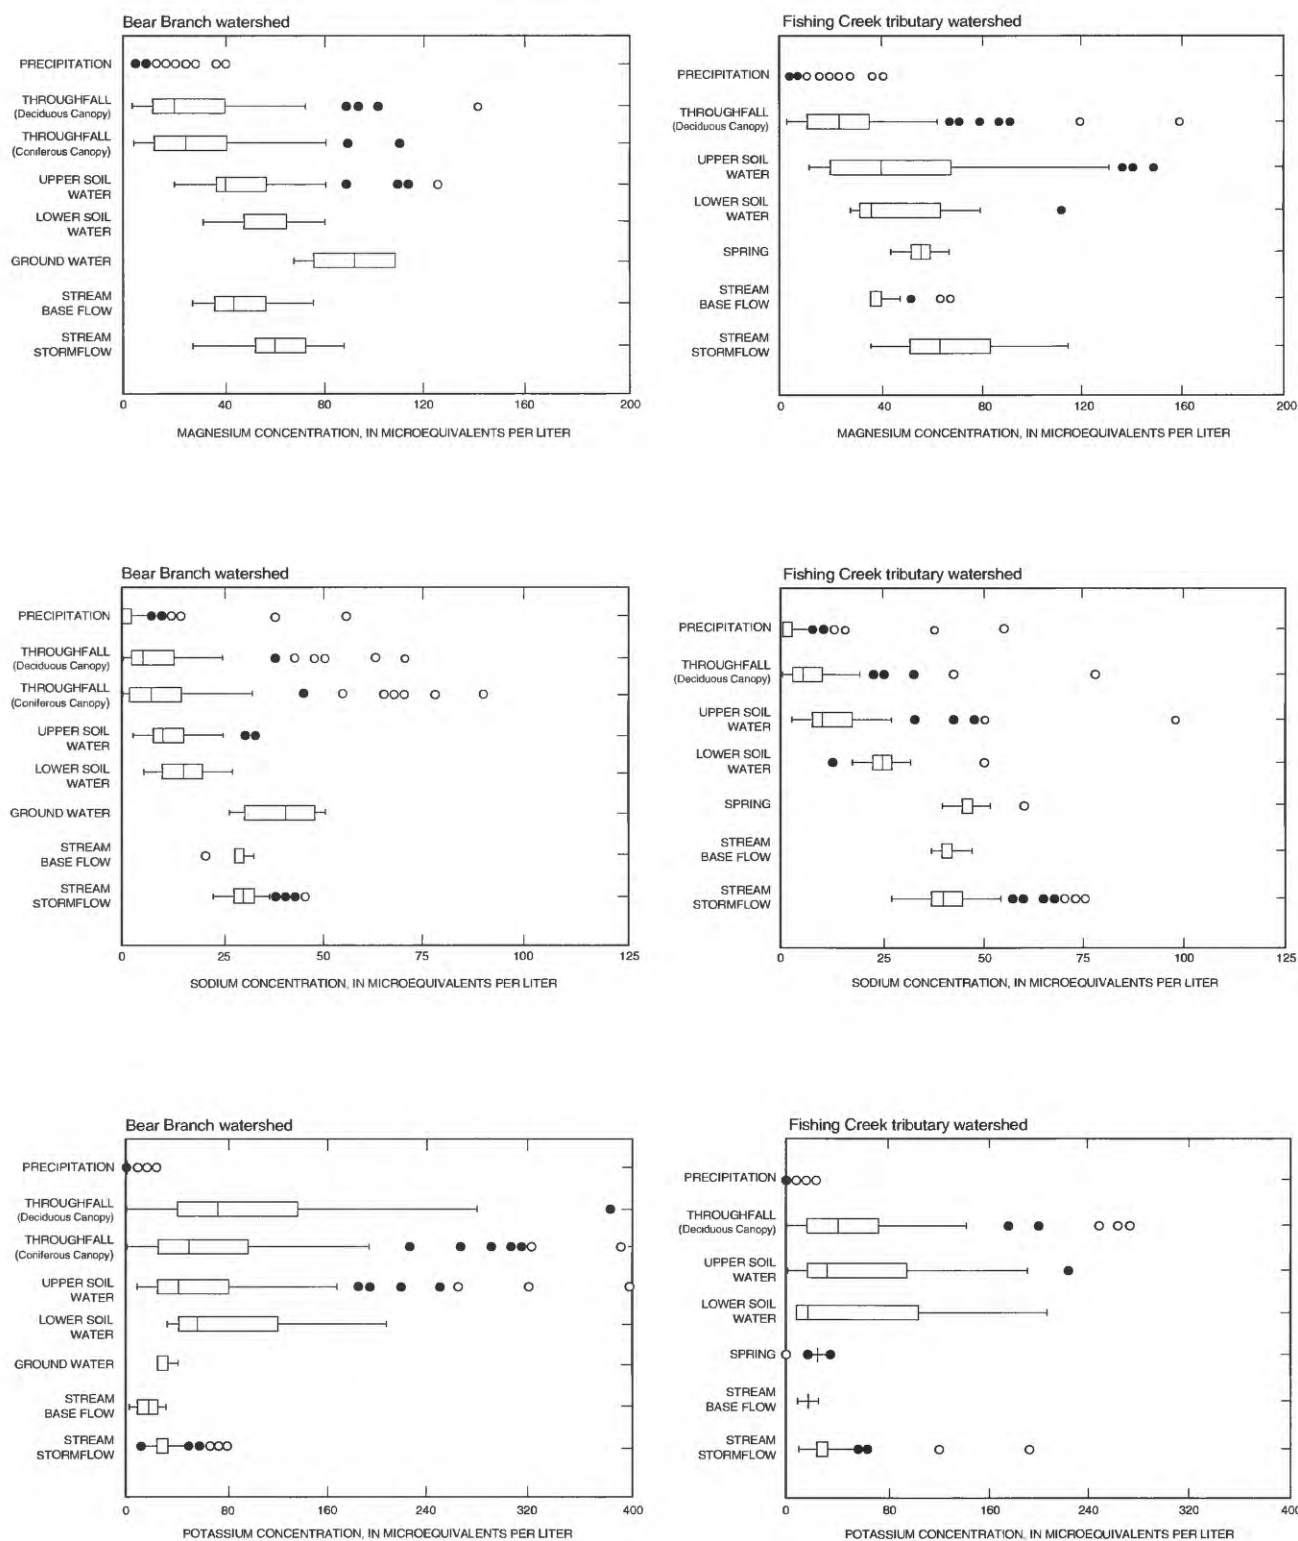 Bear Branch watershed
PRECIPITATION
THROUGHFALL
(Deciduous Canopy)
THROUGHFALL
(Coniferous Canopy)
UPPER SOIL
WATER
LOWER SOIL
WATER
GROUND WATER
STREAM
BASE FLOW
STREAM
STORMFLOW
0 40 80 120 160 200
MAGNESIUM CONCENTRATION, IN MICROEQUIVALENTS PER LITER
Fishing Creek tributary watershed
PRECIPITATION
THROUGHFALL
(Deciduous Canopy)
UPPER SOIL
WATER
LOWER SOIL
WATER
SPRING
STREAM
BASE FLOW
STREAM
STORMFLOW
0 40 80 120 160 200
MAGNESIUM CONCENTRATION, IN MICROEQUIVALENTS PER LITER
Bear Branch watershed
PRECIPITATION
THROUGHFALL
(Deciduous Canopy)
THROUGHFALL
(Coniferous Canopy)
UPPER SOIL
WATER
LOWER SOIL
WATER
GROUND WATER
STREAM
BASE FLOW
STREAM
STORMFLOW
0 25 50 75 100 125
SODIUM CONCENTRATION, IN MICROEQUIVALENTS PER LITER
Fishing Creek tributary watershed
PRECIPITATION
THROUGHFALL
(Deciduous Canopy)
UPPER SOIL
WATER
LOWER SOIL
WATER
SPRING
STREAM
BASE FLOW
STREAM
STORMFLOW
0 25 50 75 100 125
SODIUM CONCENTRATION, IN MICROEQUIVALENTS PER LITER
Bear Branch watershed
PRECIPITATION
THROUGHFALL
(Deciduous Canopy)
THROUGHFALL
(Coniferous Canopy)
UPPER SOIL
WATER
LOWER SOIL
WATER
GROUND WATER
STREAM
BASE FLOW
STREAM
STORMFLOW
0 80 160 240 320 400
POTASSIUM CONCENTRATION, IN MICROEQUIVALENTS PER LITER
Fishing Creek tributary watershed
PRECIPITATION
THROUGHFALL
(Deciduous Canopy)
UPPER SOIL
WATER
LOWER SOIL
WATER
SPRING
STREAM
BASE FLOW
STREAM
STORMFLOW
0 80 160 240 320 400
POTASSIUM CONCENTRATION, IN MICROEQUIVALENTS PER LITER